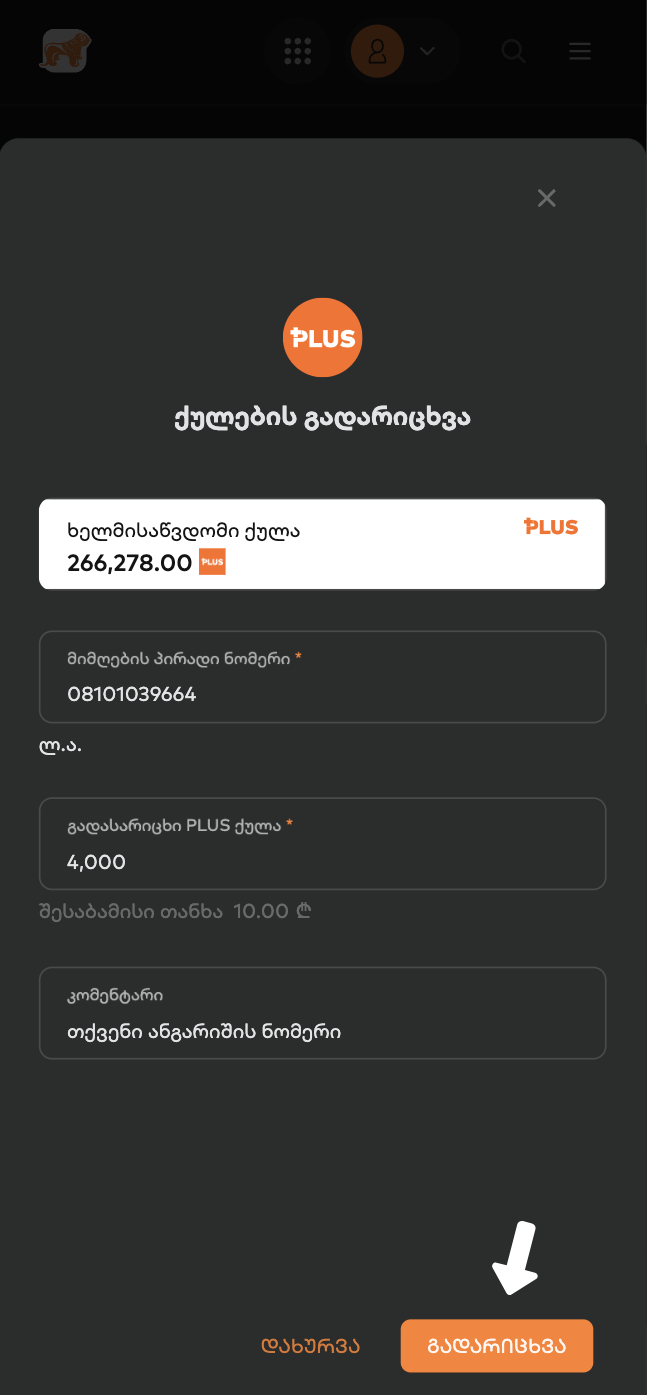 PLUS
ქულების გადარიცხვა
ხელმისაწვდომი ქულა
PLUS
266,278.00 PLUS
მიმღების პირადი ნომერი *
08101039664
ლ.ა.
გადასარიცხი PLUS ქულა *
4,000
შესაბამისი თანხა 10.00 ₾
კომენტარი
თქვენი ანგარიშის ნომერი
ᲓᲐᲮᲣᲠᲕᲐ
ᲒᲐᲓᲐᲠᲘᲪᲮᲕᲐ